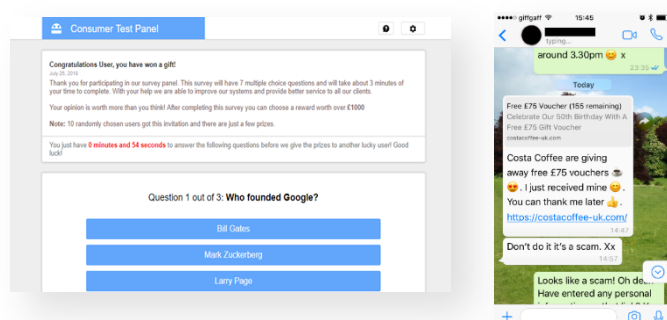 Consumer Test Panel
Congratulations User, you have won a gift!
July 25, 2018
Thank you for participating in our survey panel. This survey will have 7 multiple choice questions and will take about 3 minutes of
your time to complete. With your help we are able to improve our systems and provide better service to all our clients.
Your opinion is worth more than you think! After completing this survey you can choose a reward worth over £1000
Note: 10 randomly chosen users got this invitation and there are just a few prizes.
You just have 0 minutes and 54 seconds to answer the following questions before we give the prizes to another lucky user! Good
luck!
Question 1 out of 3: Who founded Google?
Bill Gates
Mark Zuckerberg
Larry Page
giffgaff 15:45
typing...
around 3.30pm 😊 x
23:35
Today
Free £75 Voucher (155 remaining)
Celebrate Our 50th Birthday With A
Free £75 Gift Voucher
costacoffee-uk.com
Costa Coffee are giving
away free £75 vouchers ☕
😍. I just received mine 😊.
You can thank me later 👍.
https://costacoffee-uk.com/
14:47
Don't do it it's a scam. Xx
14:57
Looks like a scam! Oh
Have entered any personal